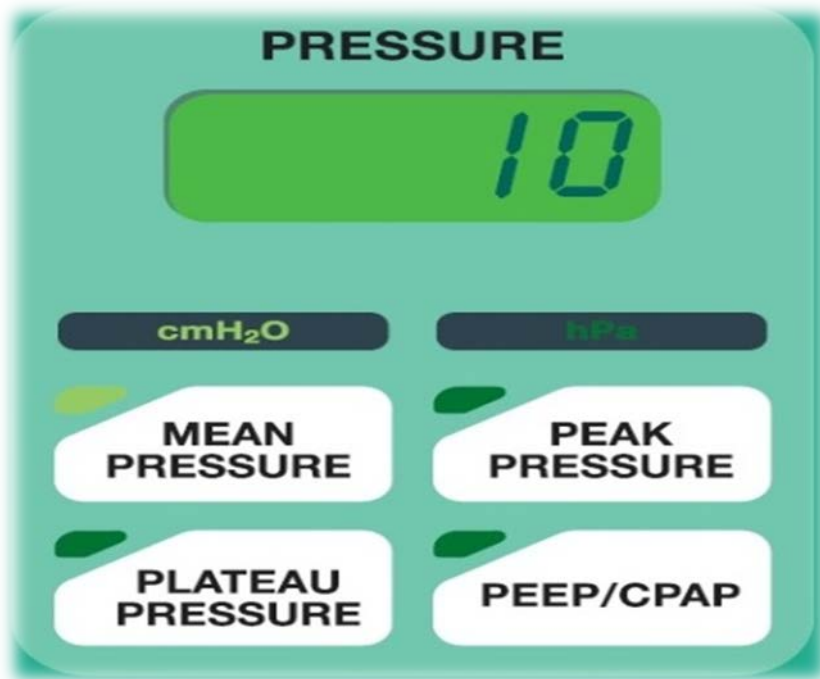 PRESSURE
10
cmH₂O hPa
MEAN PEAK
PRESSURE PRESSURE
PLATEAU
PRESSURE PEEP/CPAP